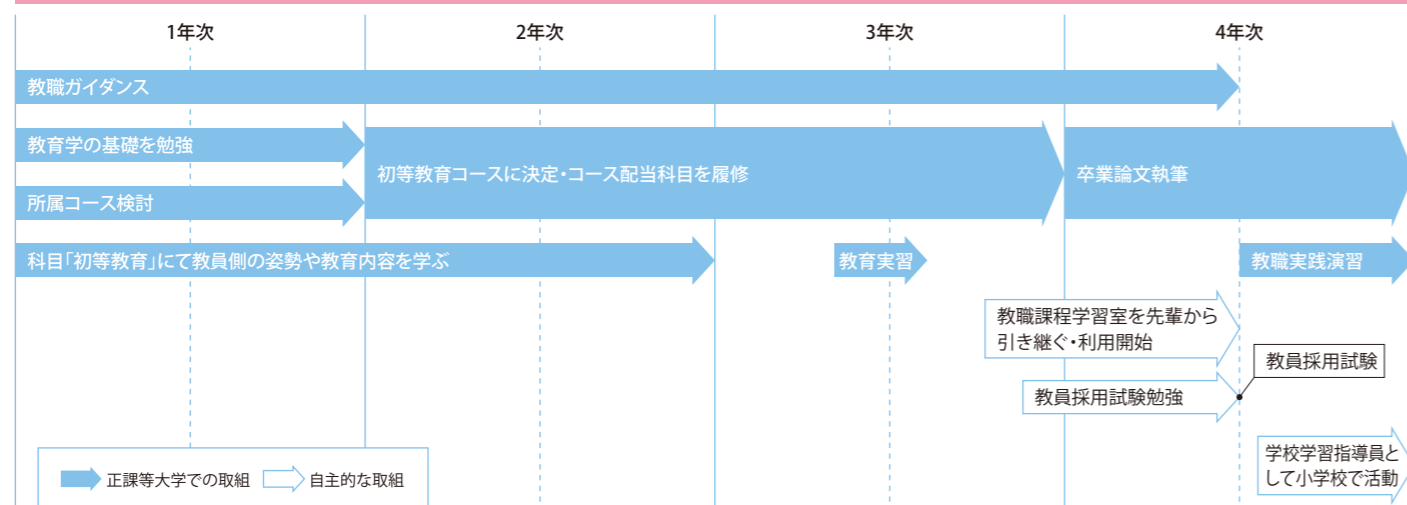 1年次
2年次
3年次
4年次
教職ガイダンス
教育学の基礎を勉強
所属コース検討
初等教育コースに決定・コース配当科目を履修
卒業論文執筆
科目「初等教育」にて教員側の姿勢や教育内容を学ぶ
教育実習
教職実践演習
教職課程学習室を先輩から
引き継ぐ・利用開始
教員採用試験
教員採用試験勉強
学校学習指導員と
して小学校で活動
正課等大学での取組
自主的な取組